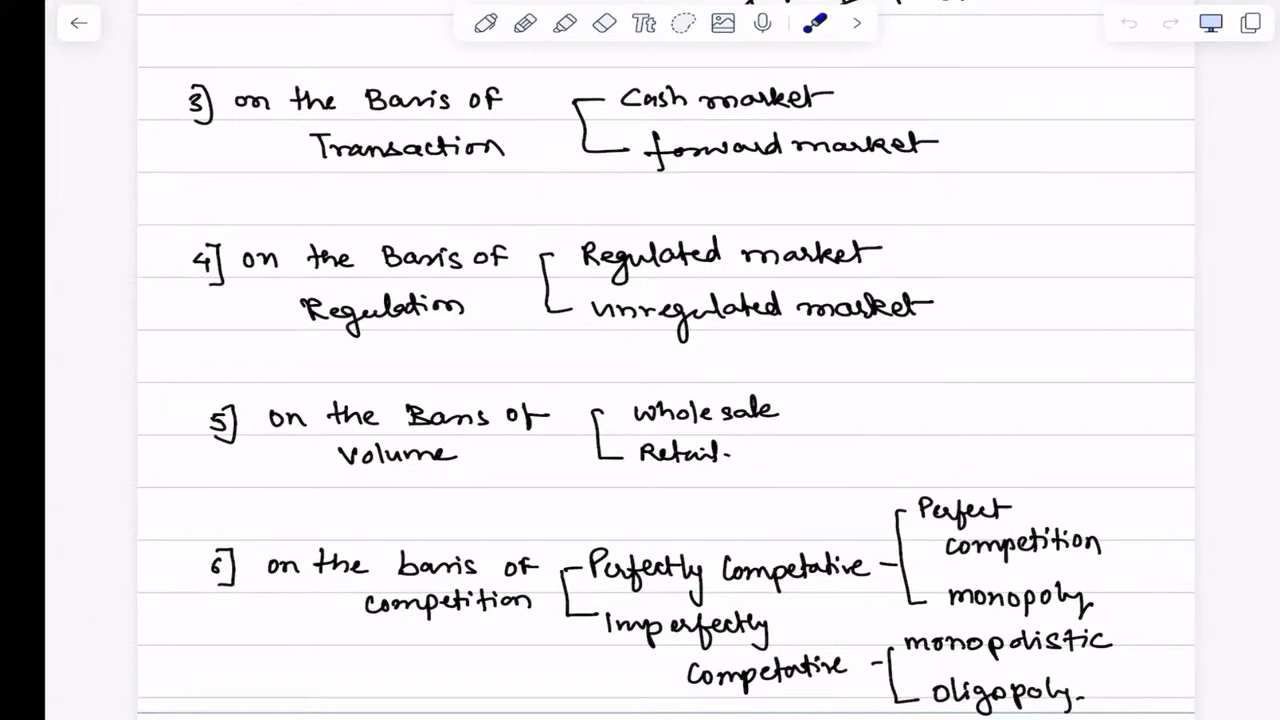 3] on the Basis of
Transaction
Cash market
forward market
4] on the Basis of
Regulation
Regulated market
unregulated market
5] on the Basis of
Volume
Whole sale
Retail.
6] on the basis of
competition
Perfectly Competative
Perfect
competition
monopoly
Imperfectly
Competative
monopolistic
oligopoly.
Tt